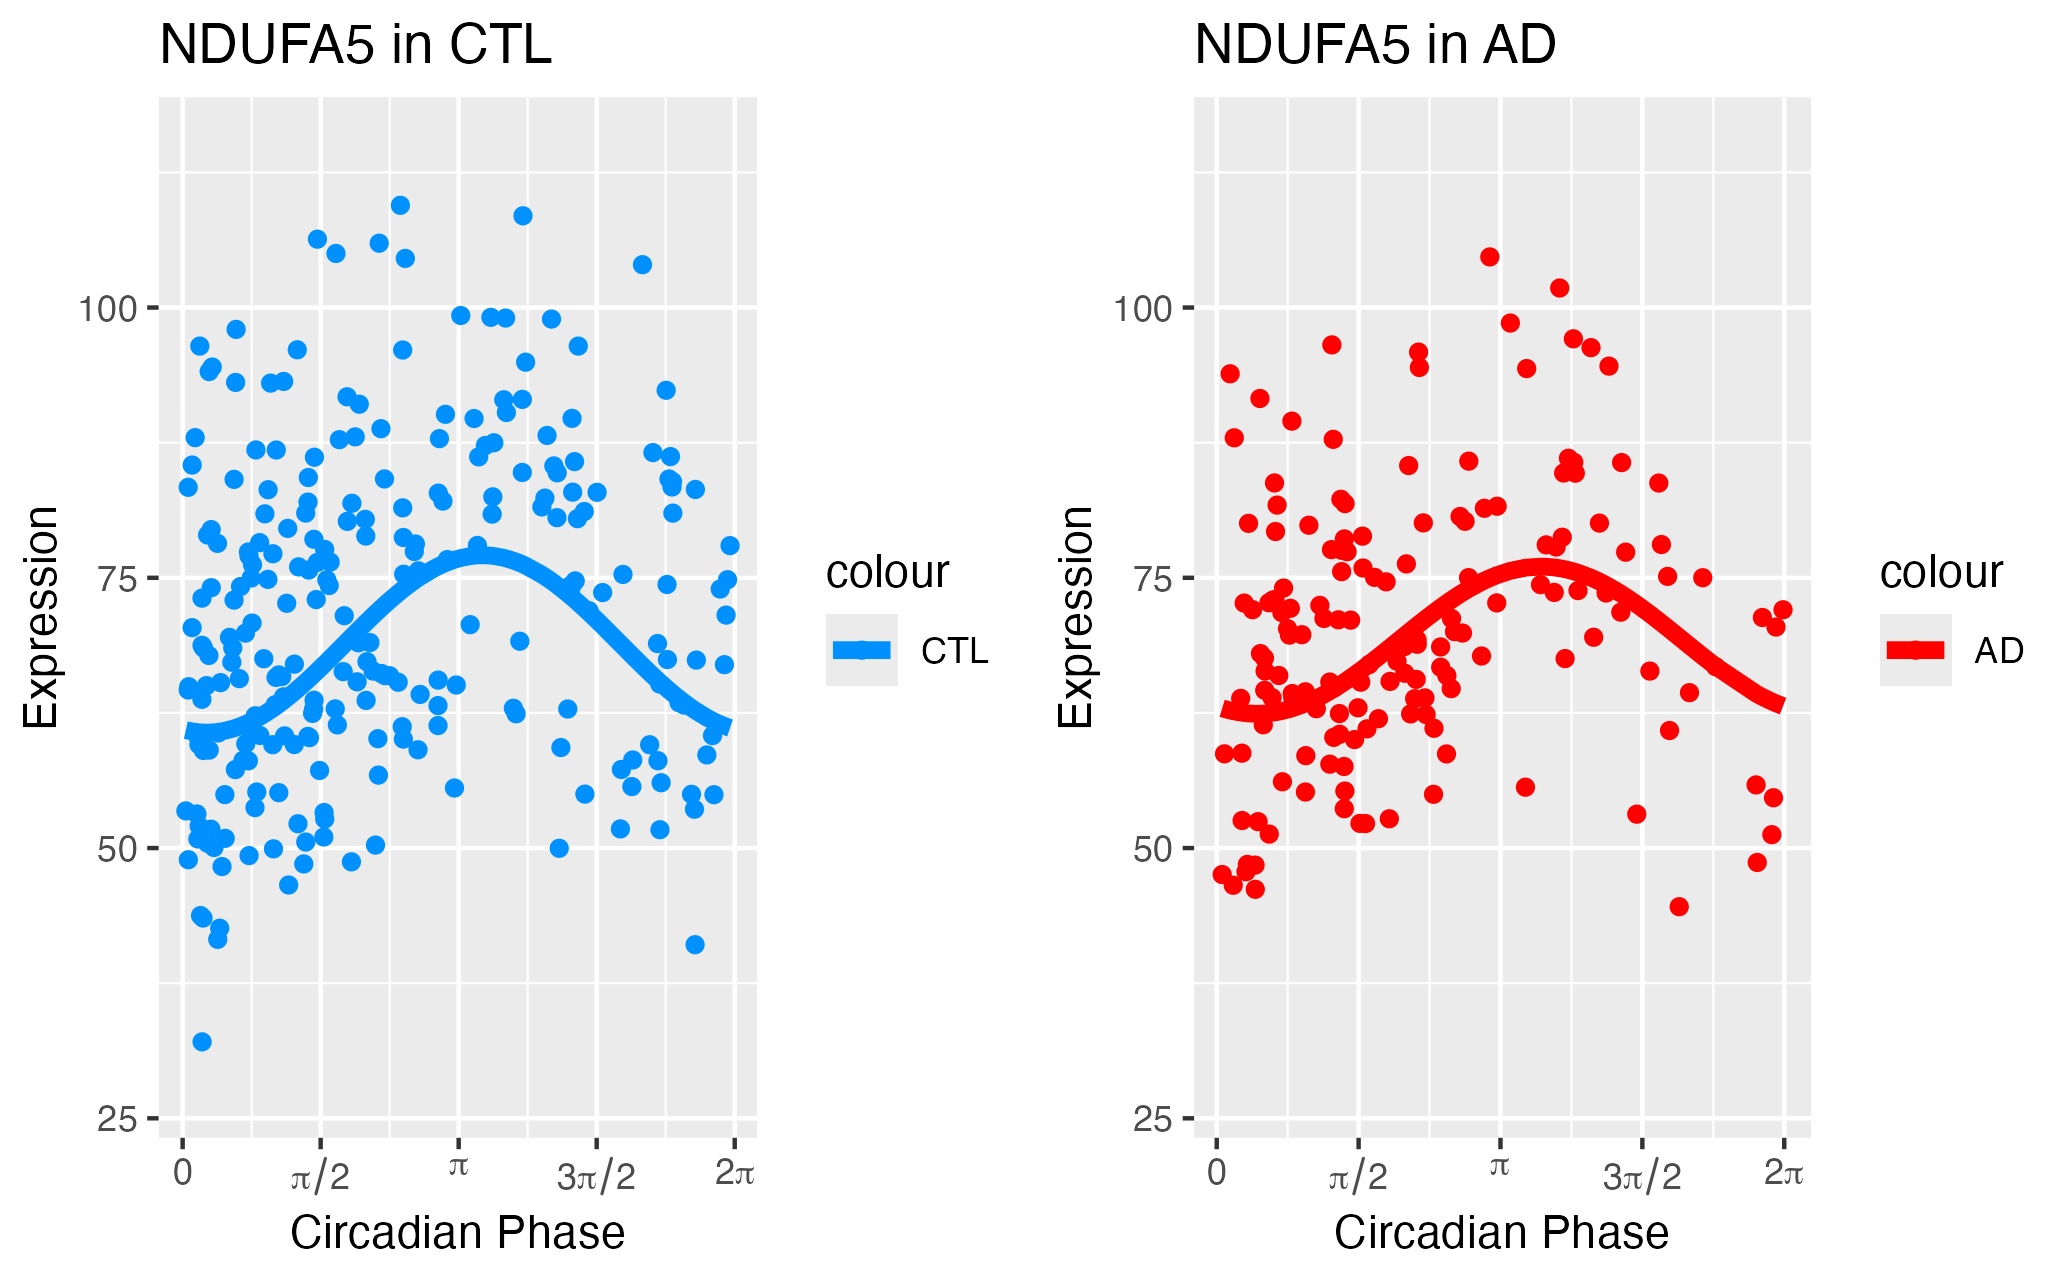 NDUFA5 in CTL
Expression
100
75
50
25
0 π/2 π 3π/2 2π
Circadian Phase
colour
CTL
NDUFA5 in AD
Expression
100
75
50
25
0 π/2 π 3π/2 2π
Circadian Phase
colour
AD